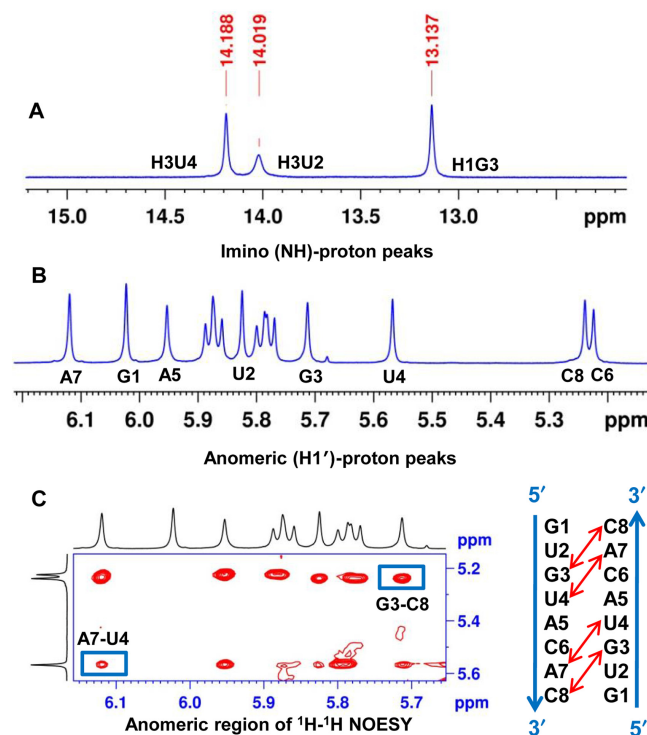 A
14.188
14.019
13.137
H3U4
H3U2
H1G3
15.0 14.5 14.0 13.5 13.0 ppm
Imino (NH)-proton peaks
B
A7 G1 A5 U2 G3 U4 C8 C6
6.1 6.0 5.9 5.8 5.7 5.6 5.5 5.4 5.3 ppm
Anomeric (H1′)-proton peaks
C
ppm
5.2
G3-C8
5.4
A7-U4
5.6
6.1 6.0 5.9 5.8 5.7 ppm
Anomeric region of ¹H-¹H NOESY
5′ 3′
G1 C8
U2 A7
G3 C6
U4 A5
A5 U4
C6 G3
A7 U2
C8 G1
3′ 5′